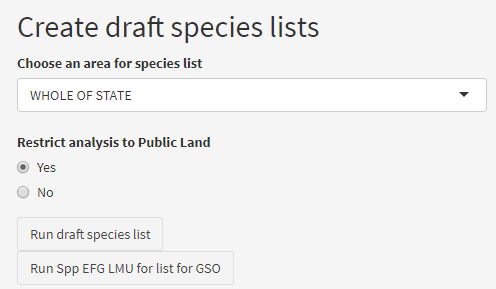 Create draft species lists
Choose an area for species list
WHOLE OF STATE
Restrict analysis to Public Land
Yes
No
Run draft species list
Run Spp EFG LMU for list for GSO